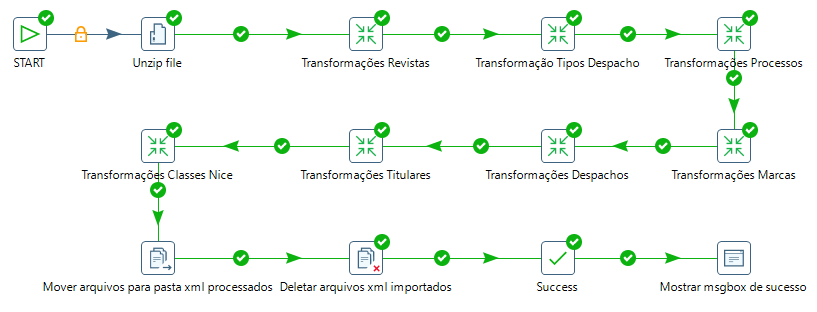 START
Unzip file
Transformações Revistas
Transformação Tipos Despacho
Transformações Processos
Transformações Classes Nice
Transformações Titulares
Transformações Despachos
Transformações Marcas
Mover arquivos para pasta xml processados
Deletar arquivos xml importados
Success
Mostrar msgbox de sucesso